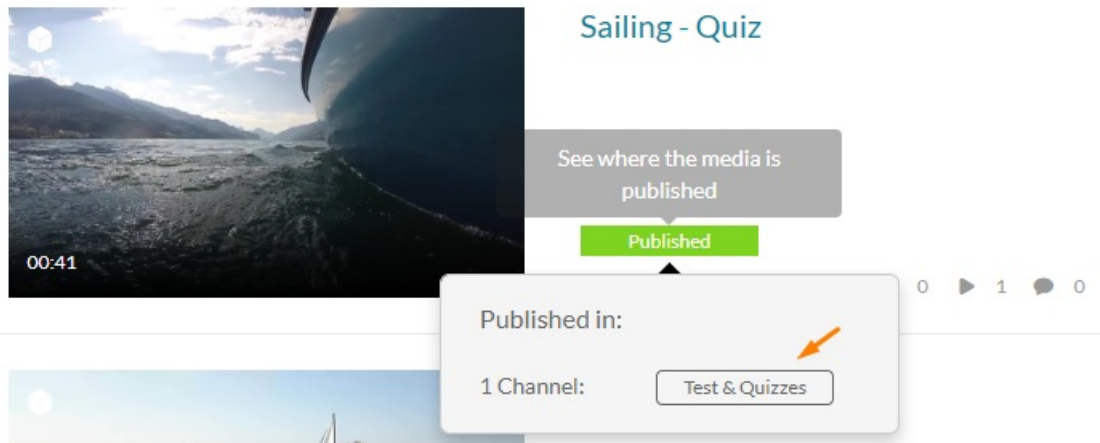 Sailing - Quiz
See where the media is
published
Published
00:41
0 1 0
Published in:
1 Channel: Test & Quizzes